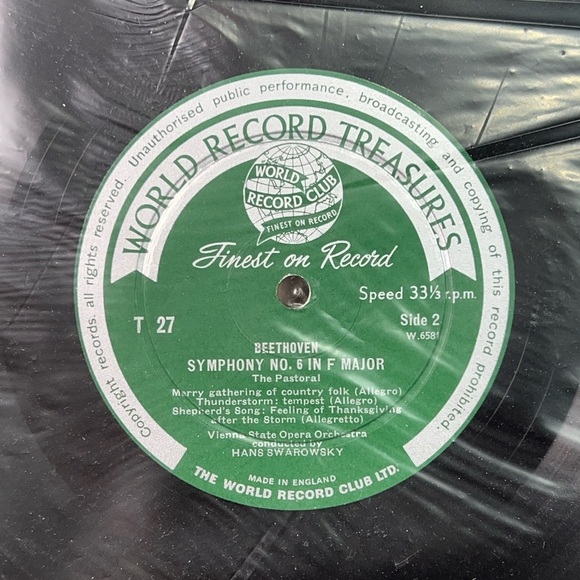 Copyright records. all rights reserved. Unauthorised public performance, broadcasting and copying of this record prohibited.
WORLD RECORD TREASURES
WORLD
RECORD CLUB
FINEST ON RECORD
Finest on Record
Speed 33⅓ r.p.m.
T 27
Side 2
BEETHOVEN
SYMPHONY NO. 6 IN F MAJOR
The Pastoral
Merry gathering of country folk (Allegro)
Thunderstorm: tempest (Allegro)
Shepherd's Song: Feeling of Thanksgiving
after the Storm (Allegretto)
Vienna State Opera Orchestra
conducted by
HANS SWAROWSKY
MADE IN ENGLAND
THE WORLD RECORD CLUB LTD.